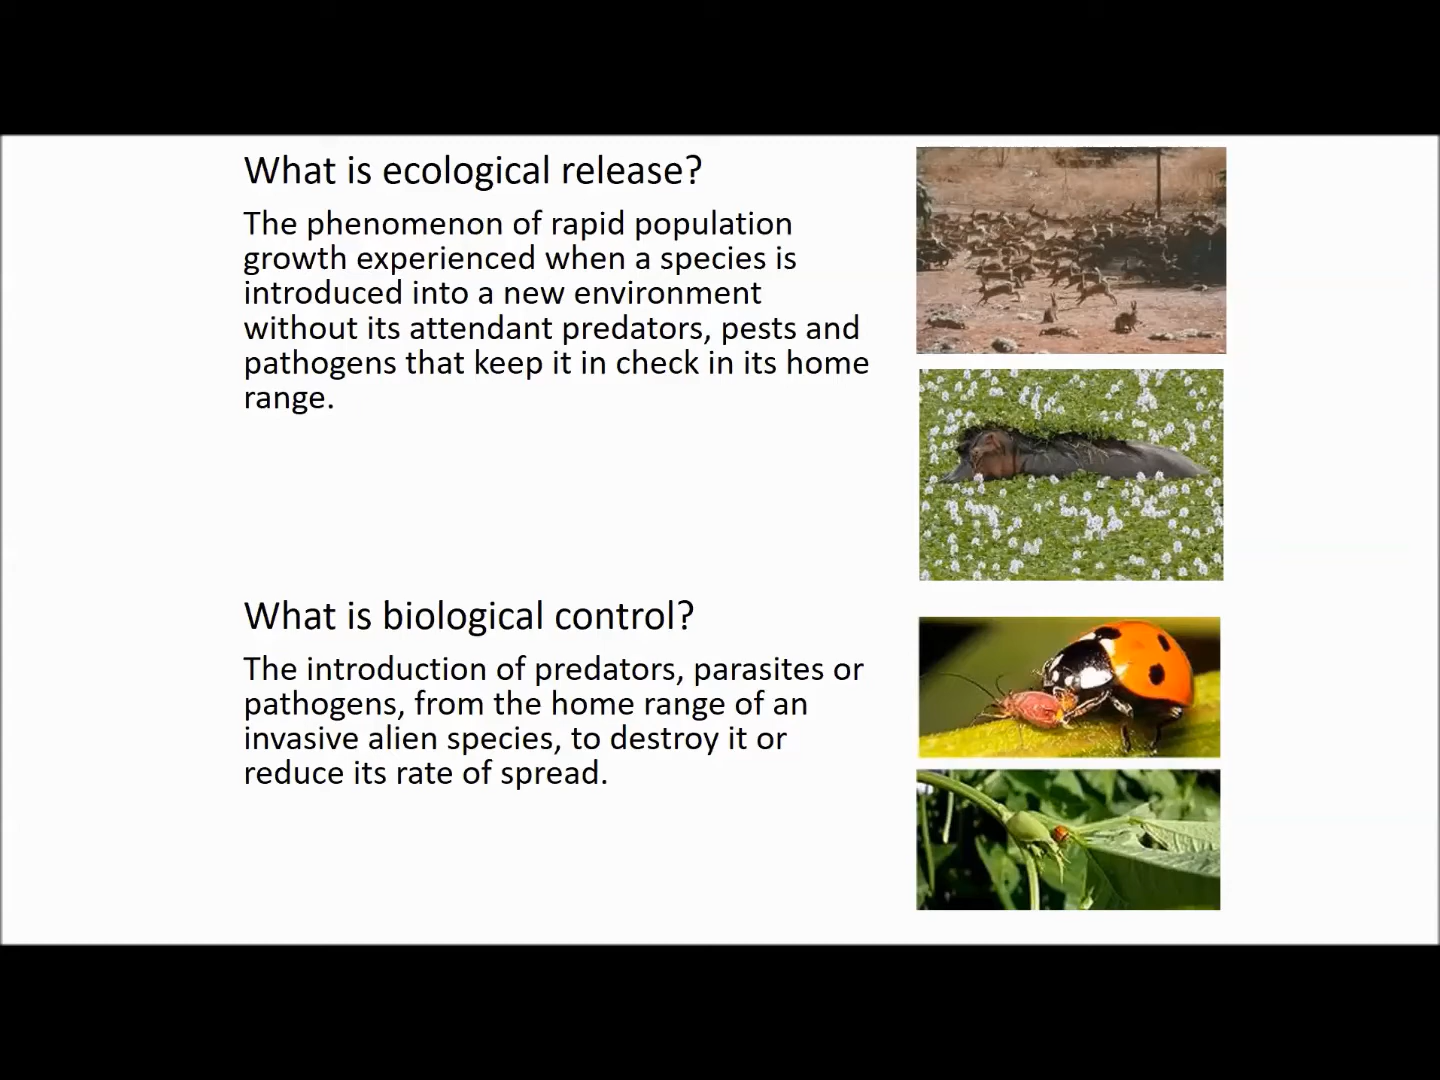 What is ecological release?
The phenomenon of rapid population
growth experienced when a species is
introduced into a new environment
without its attendant predators, pests and
pathogens that keep it in check in its home
range.
What is biological control?
The introduction of predators, parasites or
pathogens, from the home range of an
invasive alien species, to destroy it or
reduce its rate of spread.